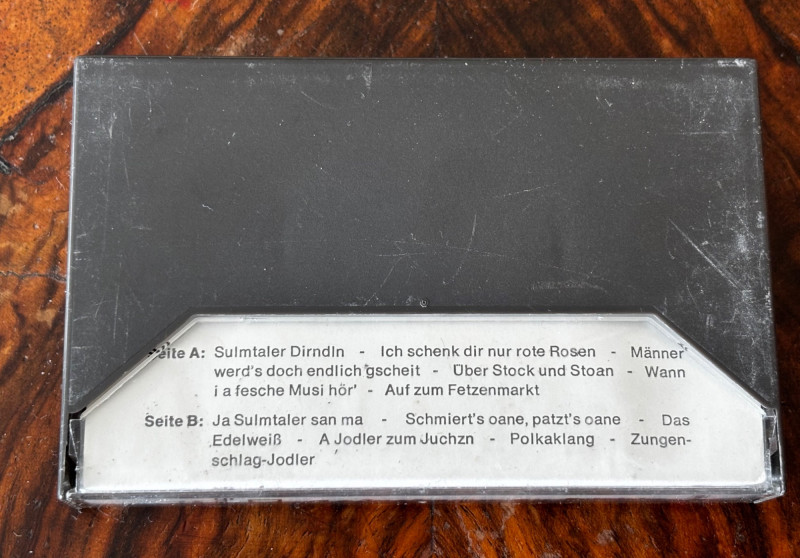 Seite A: Sulmtaler Dirndln - Ich schenk dir nur rote Rosen - Männer'
werd's doch endlich gscheit - Über Stock und Stoan - Wann
i a fesche Musi hör' - Auf zum Fetzenmarkt
Seite B: Ja Sulmtaler san ma - Schmiert's oane, patzt's oane - Das
Edelweiß - A Jodler zum Juchzn - Polkaklang - Zungen-
schlag-Jodler